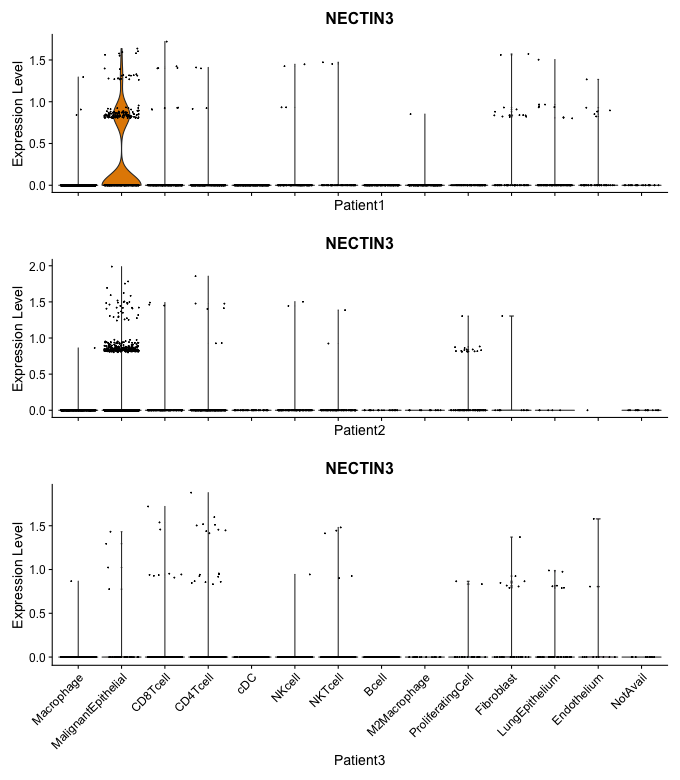 NECTIN3
Expression Level
1.5
1.0
0.5
0.0
Patient1
NECTIN3
Expression Level
2.0
1.5
1.0
0.5
0.0
Patient2
NECTIN3
Expression Level
1.5
1.0
0.5
0.0
Macrophage
MalignantEpithelial
CD8Tcell
CD4Tcell
cDC
NKcell
NKTcell
Bcell
M2Macrophage
ProliferatingCell
Fibroblast
LungEpithelium
Endothelium
NotAvail
Patient3